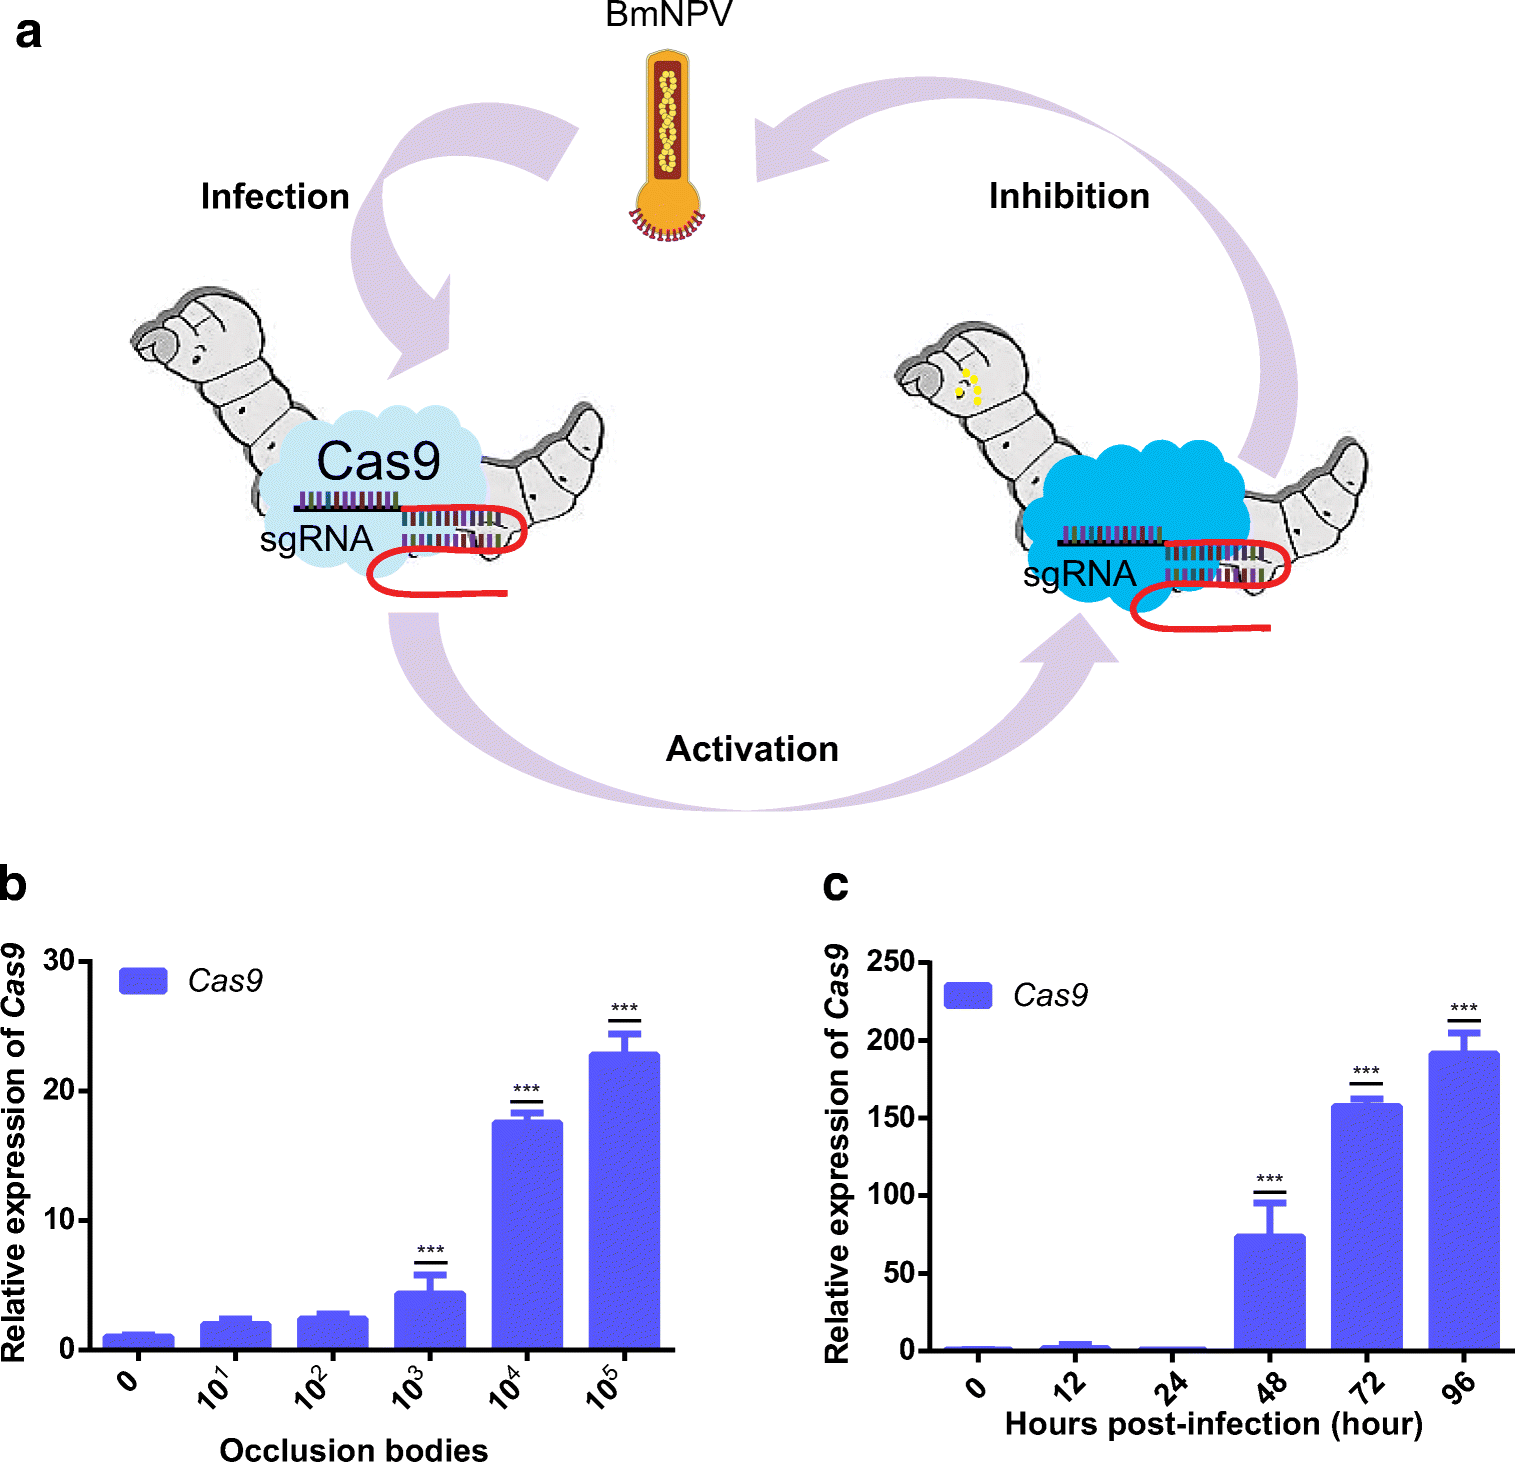 a
BmNPV
Infection
Inhibition
Cas9
sgRNA
sgRNA
Activation
b
Relative expression of Cas9
30
20
10
0
Cas9
***
***
***
0
10¹
10²
10³
10⁴
10⁵
Occlusion bodies
c
Relative expression of Cas9
250
200
150
100
50
0
Cas9
***
***
***
0
12
24
48
72
96
Hours post-infection (hour)